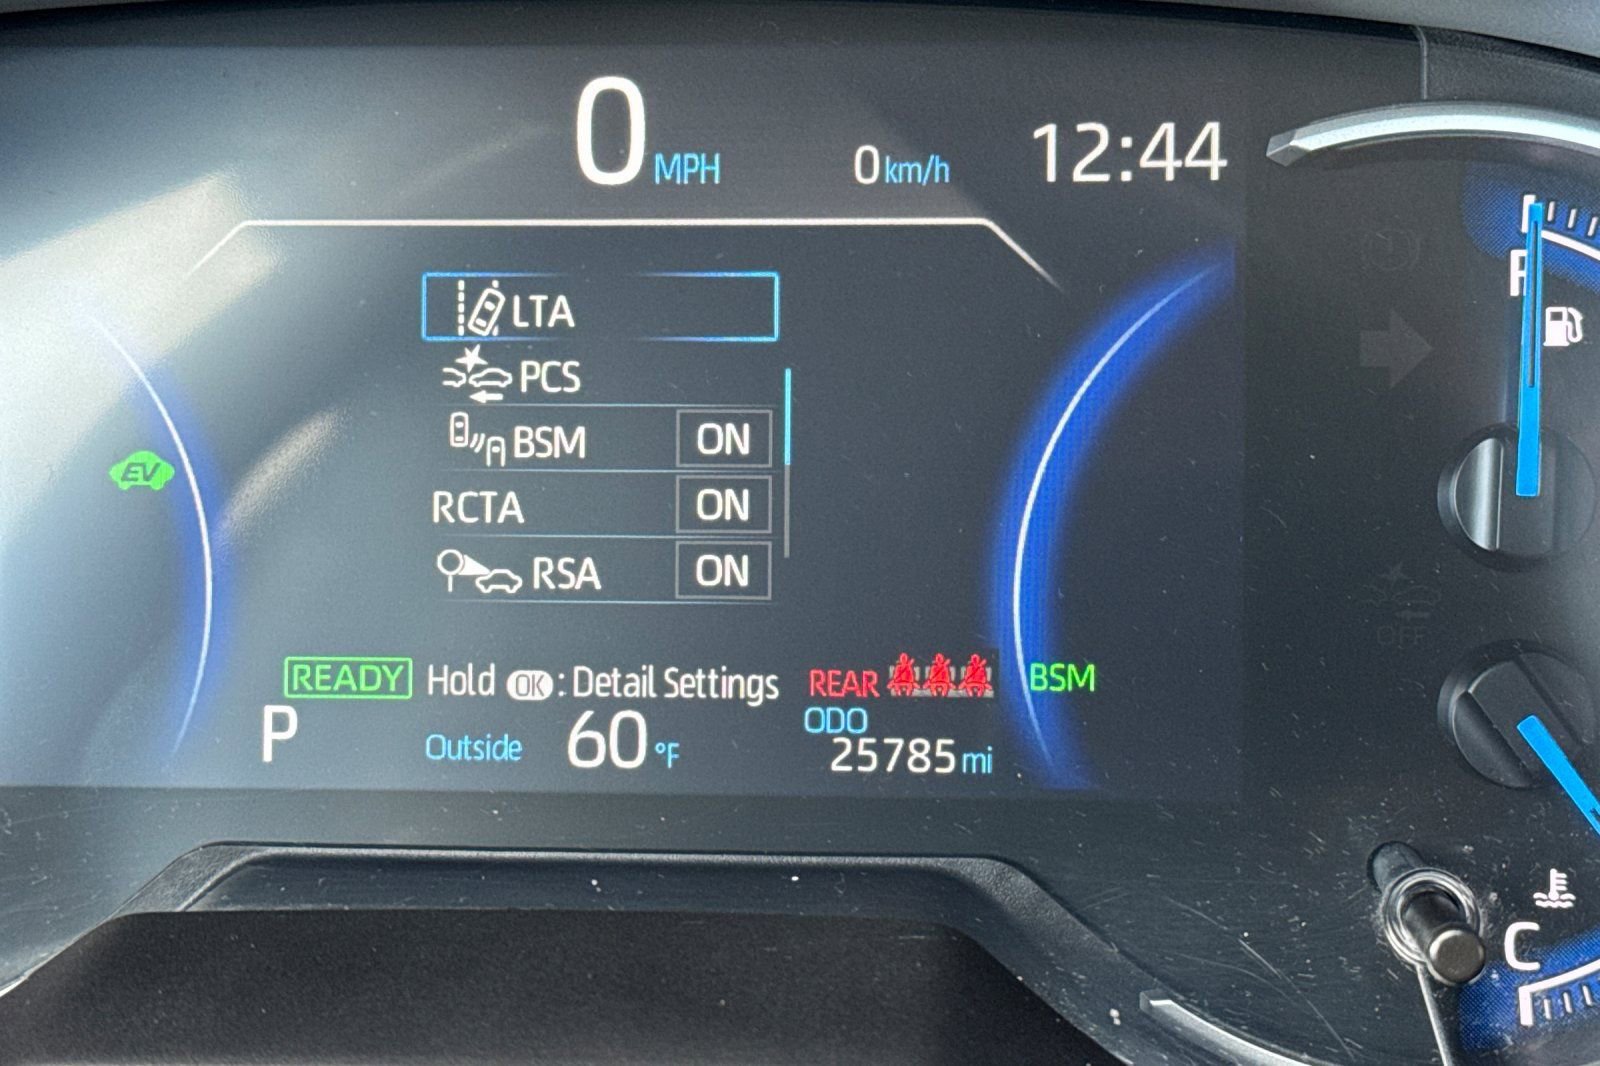 0 MPH 0 km/h 12:44
LTA
PCS
BSM ON
RCTA ON
RSA ON
EV
READY Hold OK : Detail Settings REAR BSM
P Outside 60 °F ODO
25785 mi
F
OFF
C